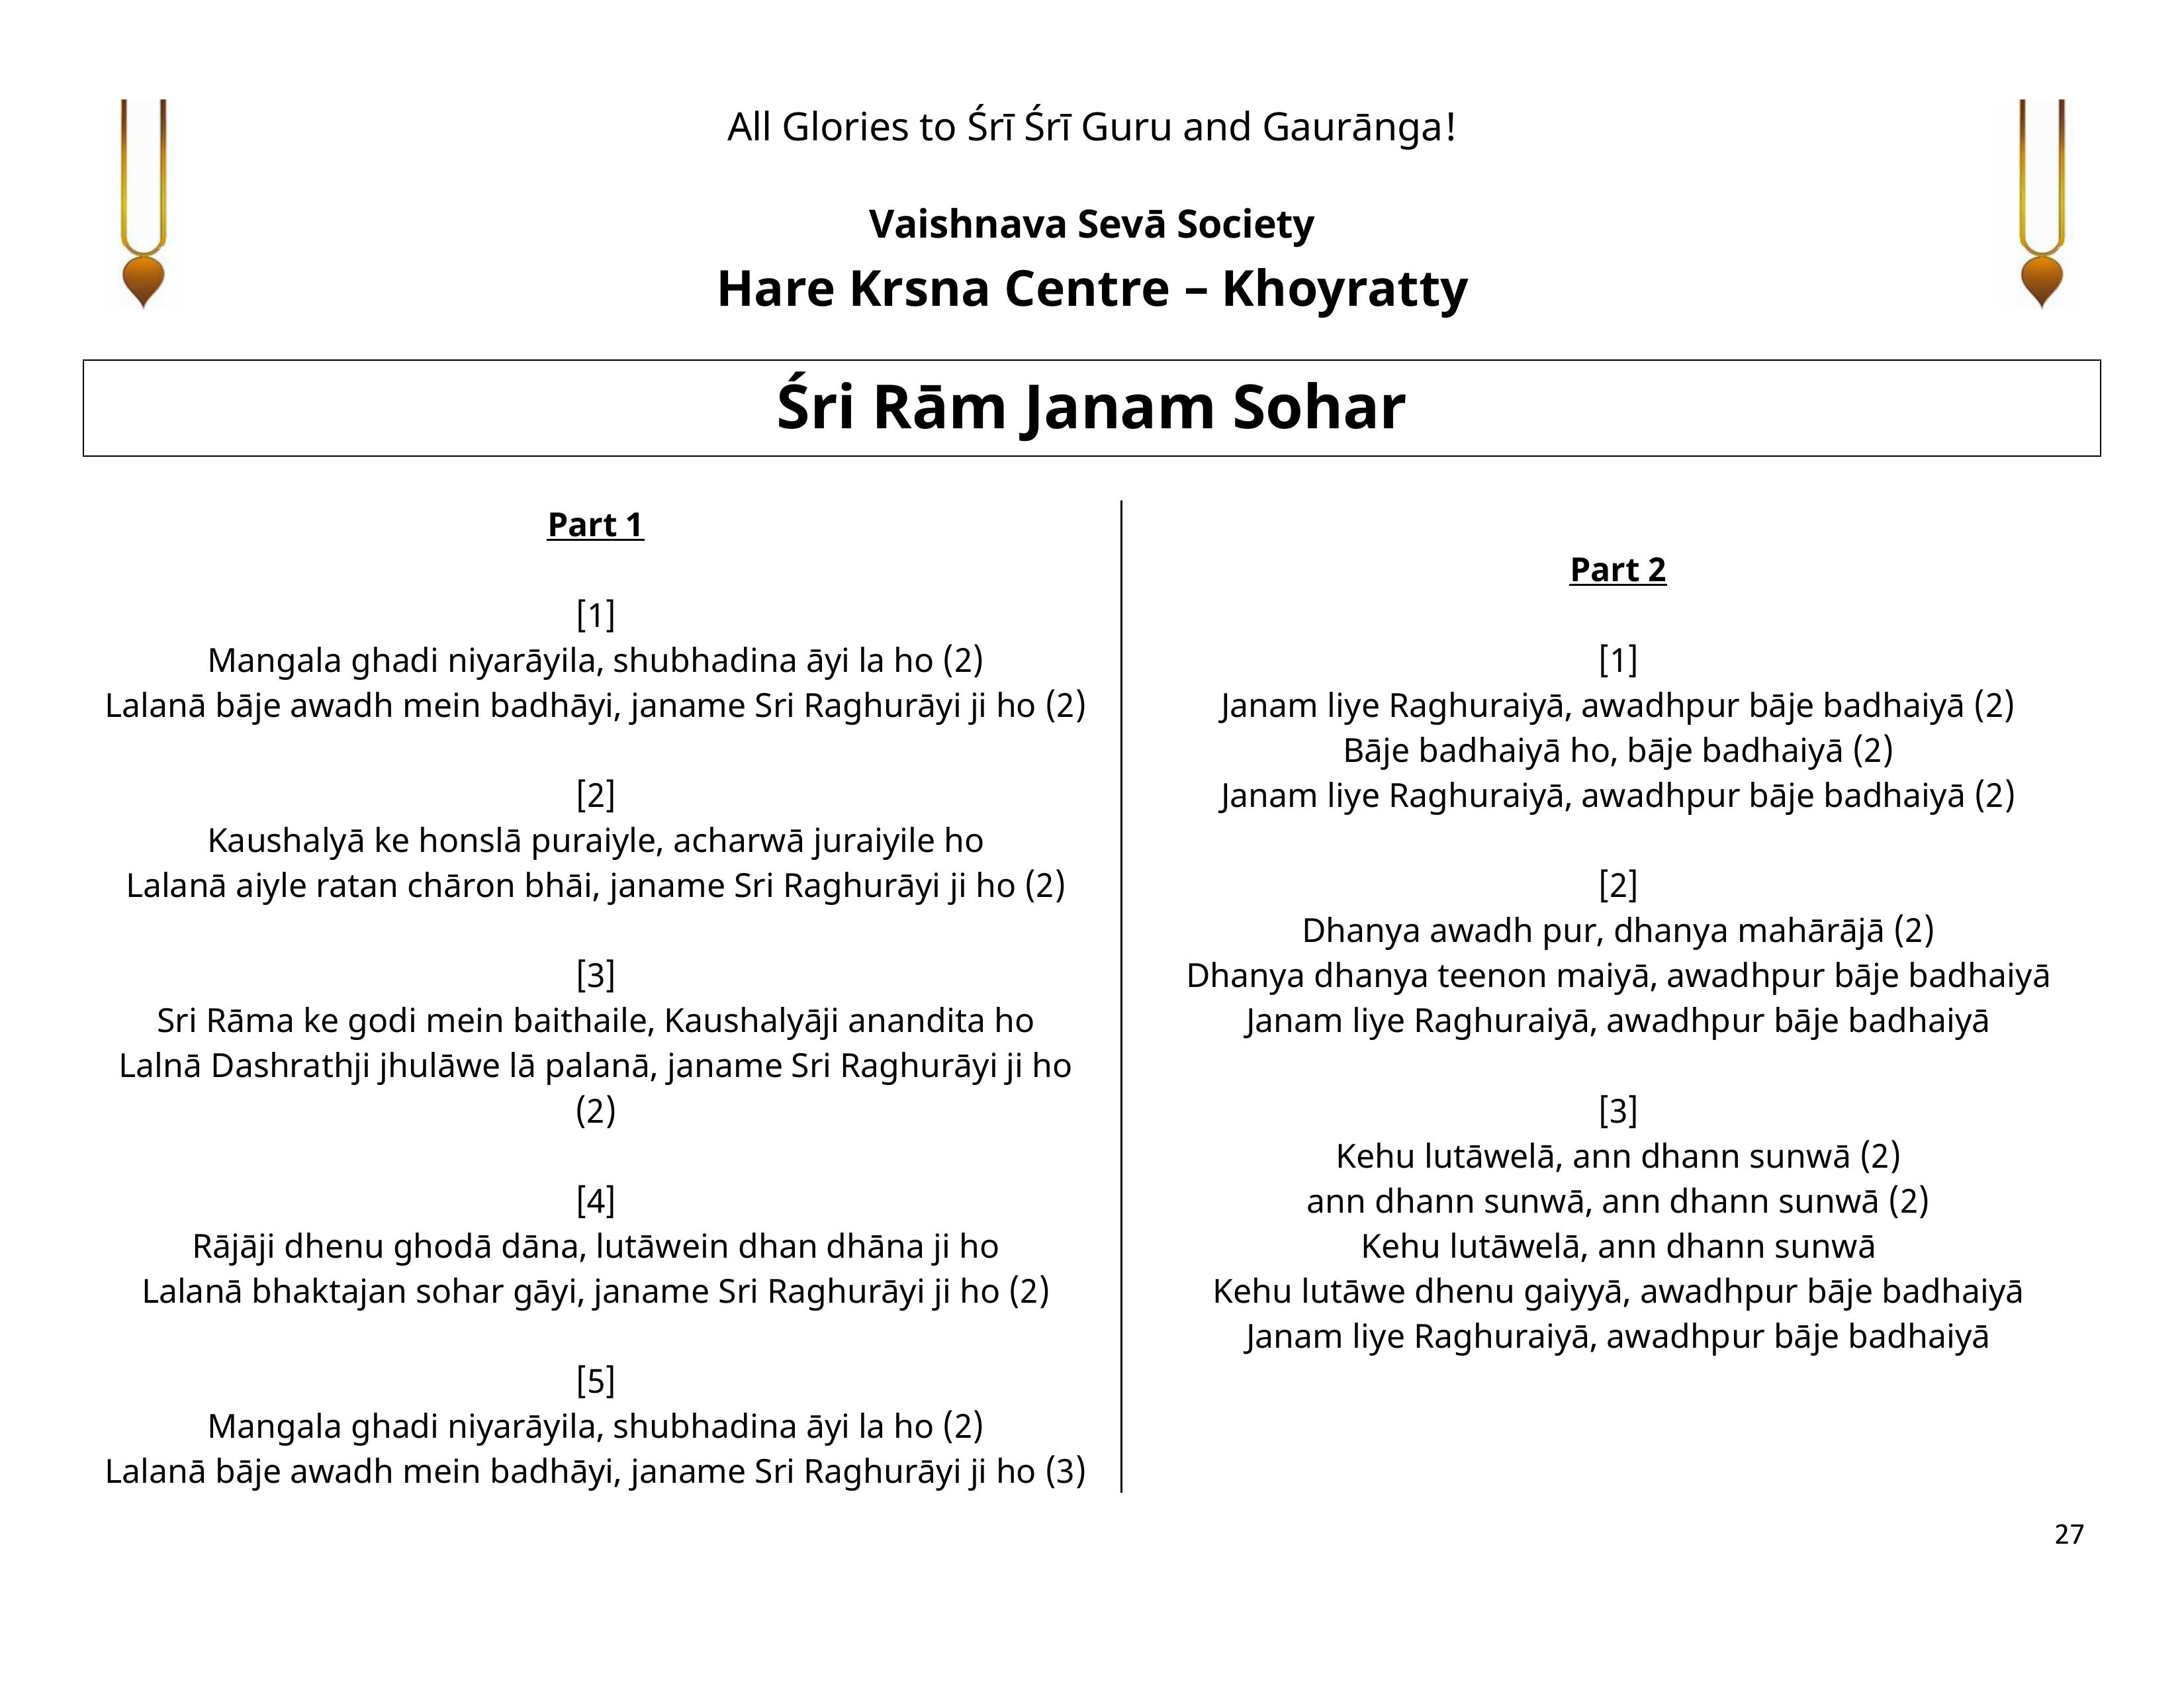 All Glories to Śrī Śrī Guru and Gaurānga!
Vaishnava Sevā Society
Hare Krsna Centre – Khoyratty
Śri Rām Janam Sohar
Part 1
[1]
Mangala ghadi niyarāyila, shubhadina āyi la ho (2)
Lalanā bāje awadh mein badhāyi, janame Sri Raghurāyi ji ho (2)
[2]
Kaushalyā ke honslā puraiyle, acharwā juraiyile ho
Lalanā aiyle ratan chāron bhāi, janame Sri Raghurāyi ji ho (2)
[3]
Sri Rāma ke godi mein baithaile, Kaushalyāji anandita ho
Lalnā Dashrathji jhulāwe lā palanā, janame Sri Raghurāyi ji ho
(2)
[4]
Rājāji dhenu ghodā dāna, lutāwein dhan dhāna ji ho
Lalanā bhaktajan sohar gāyi, janame Sri Raghurāyi ji ho (2)
[5]
Mangala ghadi niyarāyila, shubhadina āyi la ho (2)
Lalanā bāje awadh mein badhāyi, janame Sri Raghurāyi ji ho (3)
Part 2
[1]
Janam liye Raghuraiyā, awadhpur bāje badhaiyā (2)
Bāje badhaiyā ho, bāje badhaiyā (2)
Janam liye Raghuraiyā, awadhpur bāje badhaiyā (2)
[2]
Dhanya awadh pur, dhanya mahārājā (2)
Dhanya dhanya teenon maiyā, awadhpur bāje badhaiyā
Janam liye Raghuraiyā, awadhpur bāje badhaiyā
[3]
Kehu lutāwelā, ann dhann sunwā (2)
ann dhann sunwā, ann dhann sunwā (2)
Kehu lutāwelā, ann dhann sunwā
Kehu lutāwe dhenu gaiyyā, awadhpur bāje badhaiyā
Janam liye Raghuraiyā, awadhpur bāje badhaiyā
27